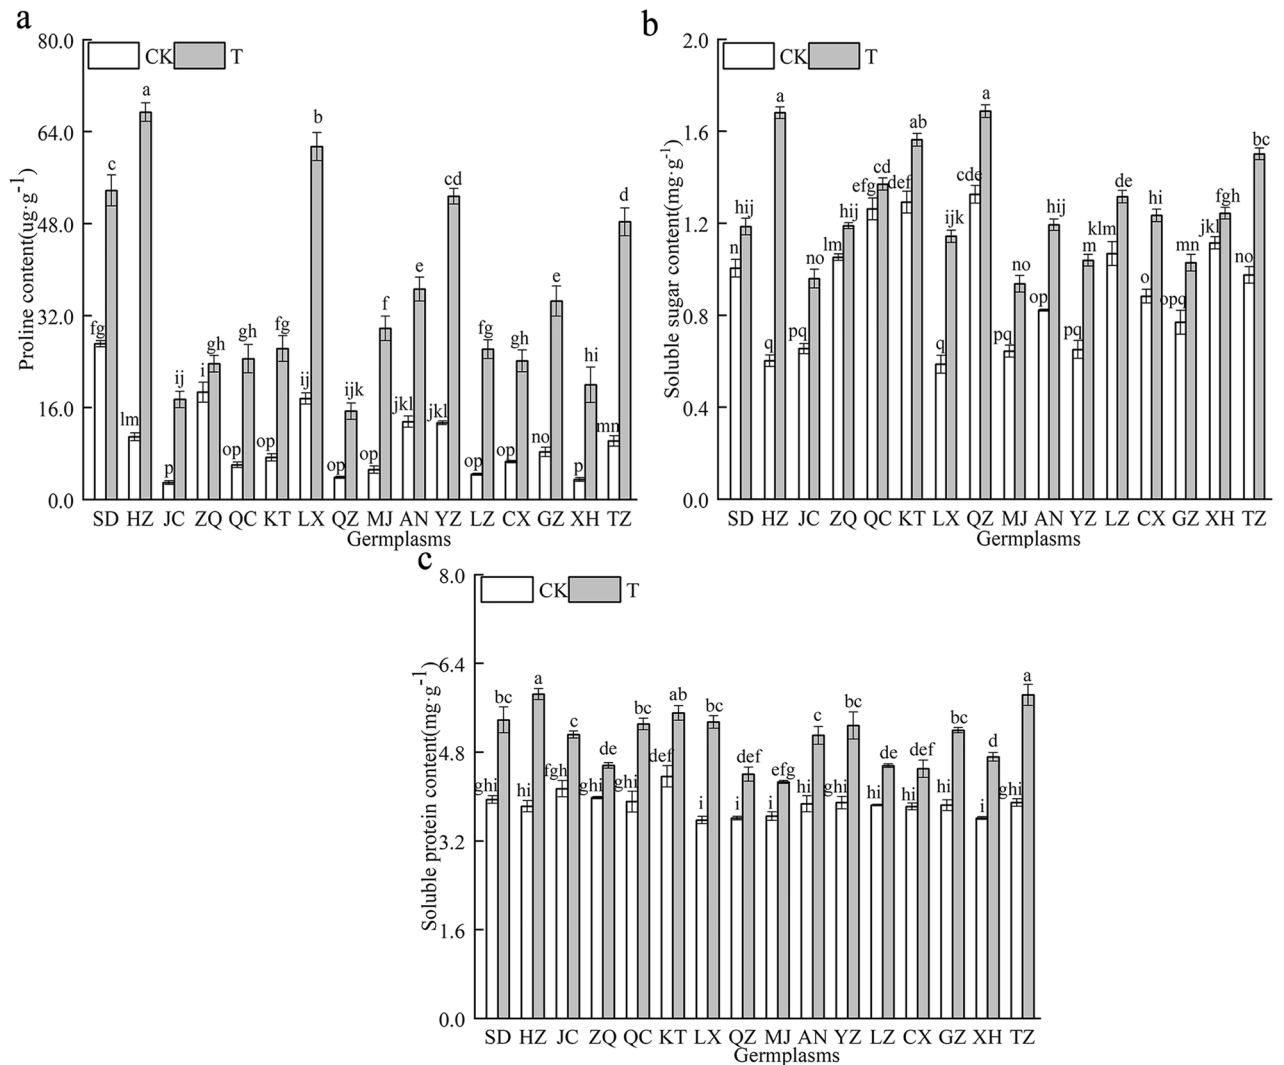 a
80.0
CK T
64.0
48.0
32.0
16.0
0.0
Proline content(ug·g⁻¹)
fg c lm a p ij i gh op gh op fg ij b op ijk op f jkl e jkl cd op fg op gh no e p hi mn d
SD HZ JC ZQ QC KT LX QZ MJ AN YZ LZ CX GZ XH TZ
Germplasms
b
2.0
CK T
1.6
1.2
0.8
0.4
0.0
Soluble sugar content(mg·g⁻¹)
n hij q a pq no lm hij efg cd def ab q ijk cde a pq no op hij pq m klm de o hi opq mn jkl fgh no bc
SD HZ JC ZQ QC KT LX QZ MJ AN YZ LZ CX GZ XH TZ
Germplasms
c
8.0
CK T
6.4
4.8
3.2
1.6
0.0
Soluble protein content(mg·g⁻¹)
ghi bc hi a fgh c ghi de ghi bc def ab i bc i def i efg hi c ghi bc hi de hi def hi bc i d ghi a
SD HZ JC ZQ QC KT LX QZ MJ AN YZ LZ CX GZ XH TZ
Germplasms